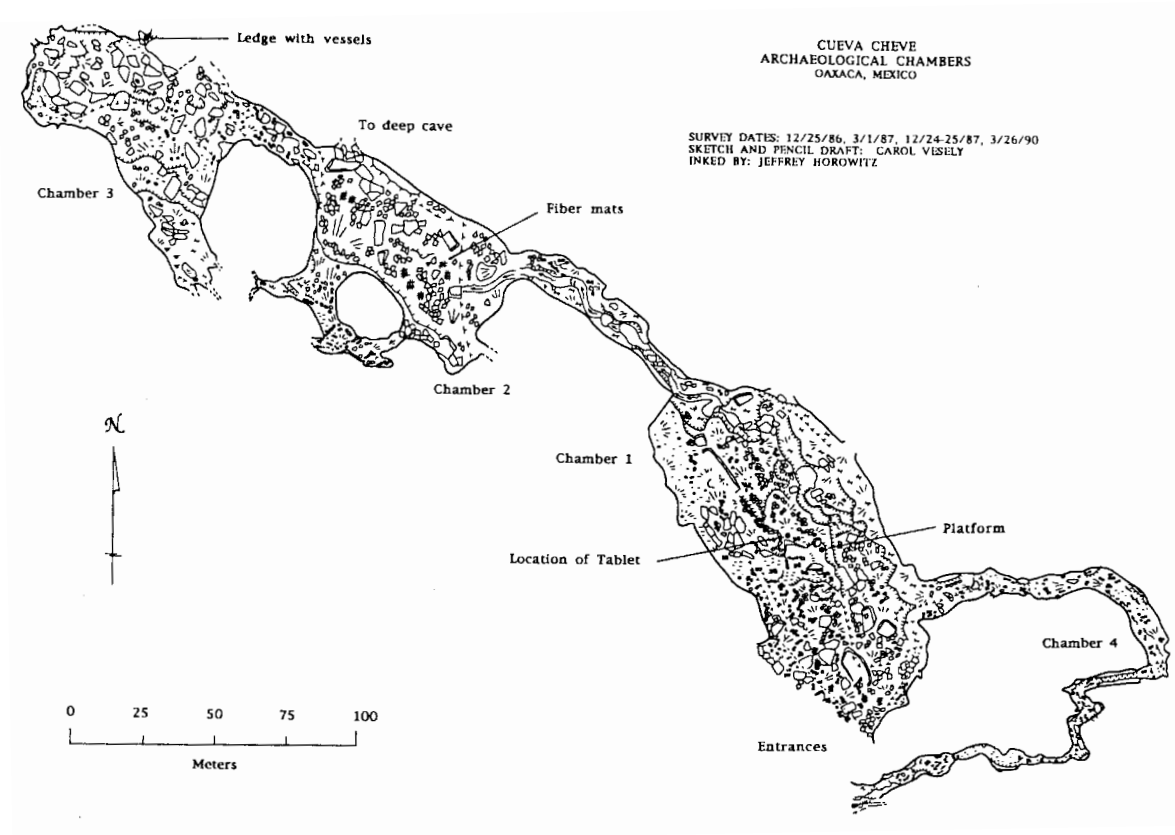 Ledge with vessels
CUEVA CHEVE
ARCHAEOLOGICAL CHAMBERS
OAXACA, MEXICO
To deep cave
SURVEY DATES: 12/25/86, 3/1/87, 12/24-25/87, 3/26/90
SKETCH AND PENCIL DRAFT: CAROL VESELY
INKED BY: JEFFREY HOROWITZ
Chamber 3
Fiber mats
Chamber 2
N
Chamber 1
Platform
Location of Tablet
Chamber 4
0 25 50 75 100
Meters
Entrances